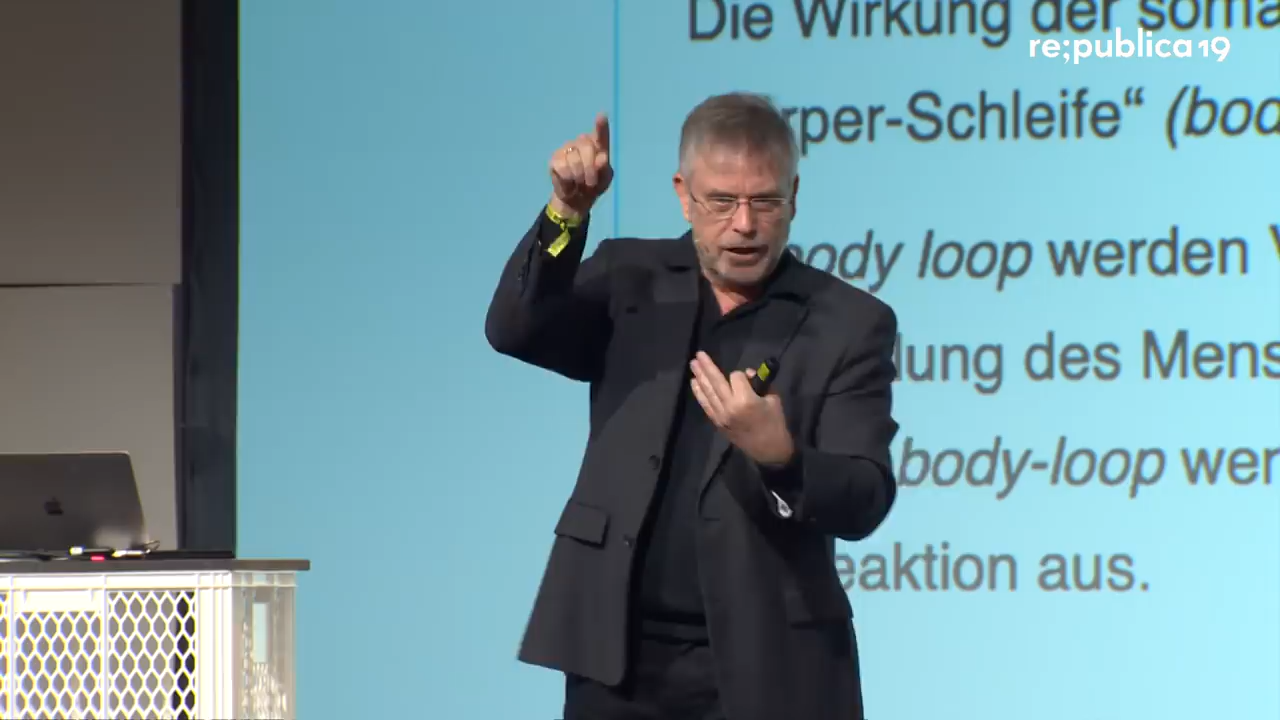 Die Wirkung der soma
re;publica 19
rper-Schleife“ (bod
body loop werden V
lung des Mens
body-loop wer
eaktion aus.